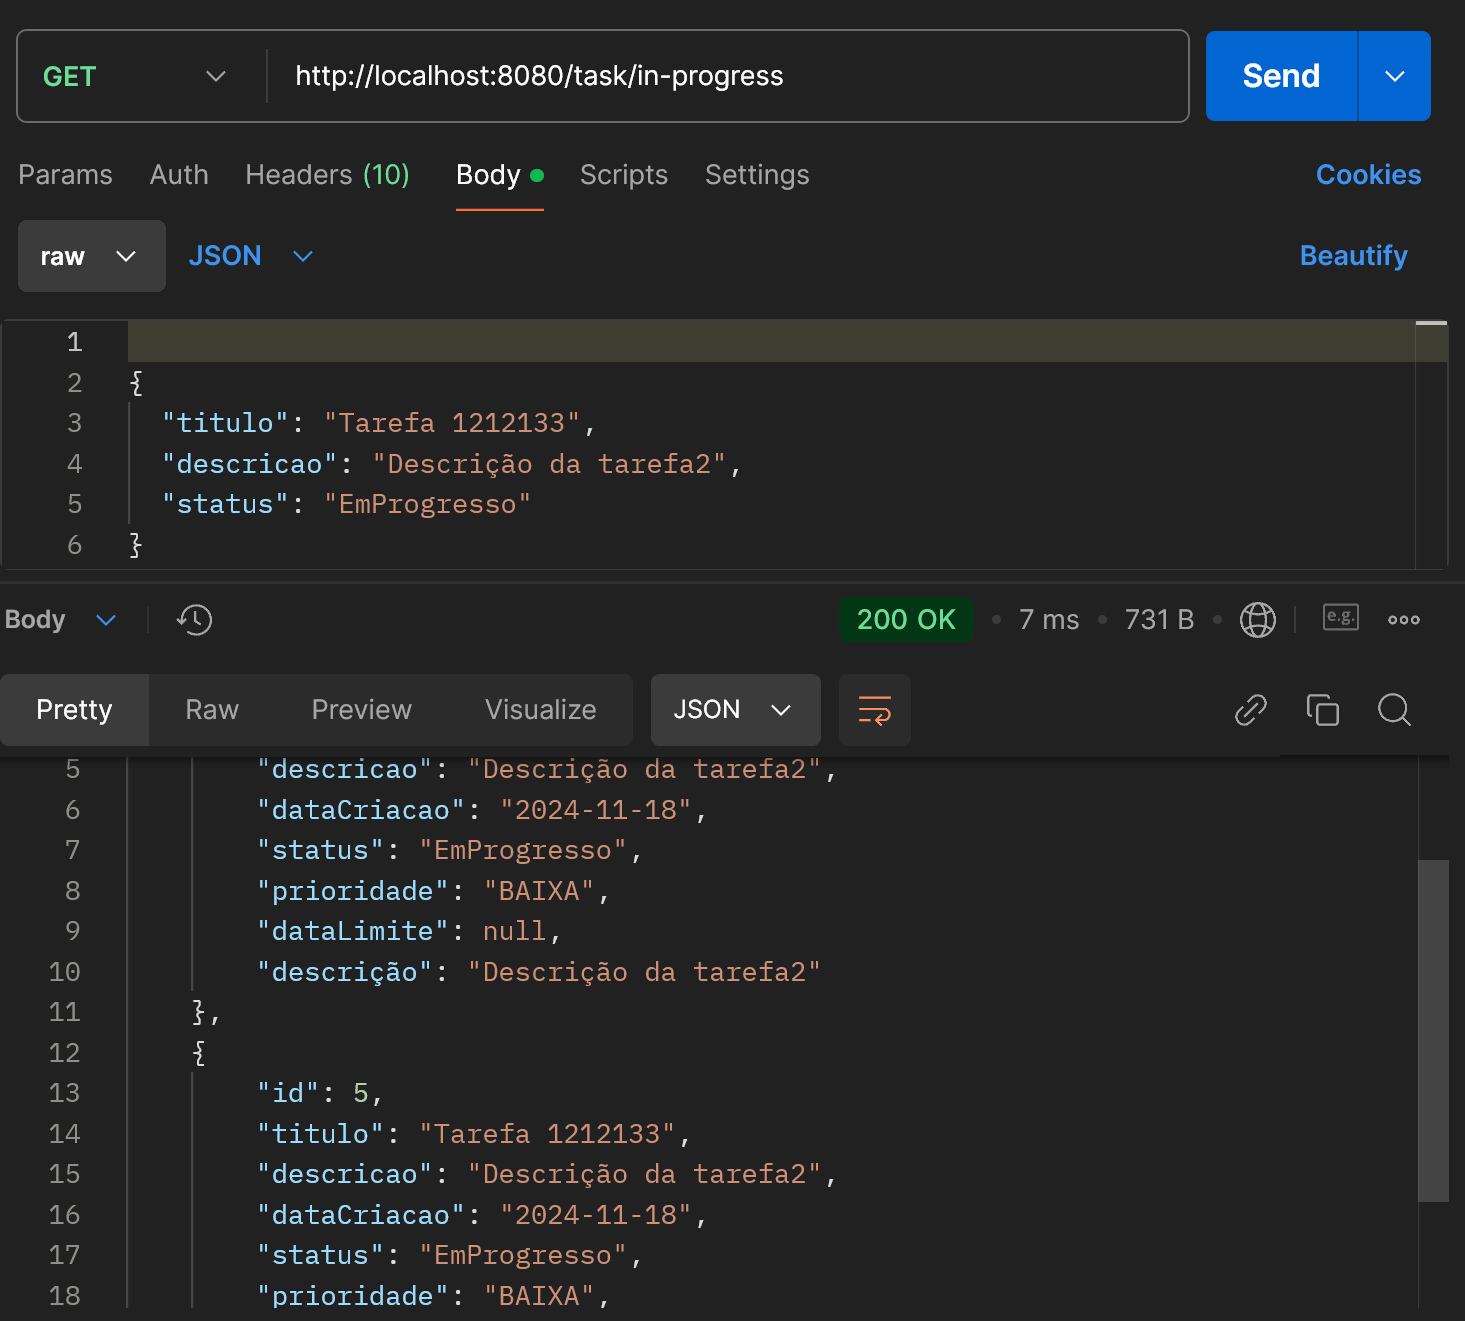 GET http://localhost:8080/task/in-progress Send
Params Auth Headers (10) Body Scripts Settings Cookies
raw JSON Beautify
1
2 {
3 "titulo": "Tarefa 1212133",
4 "descricao": "Descrição da tarefa2",
5 "status": "EmProgresso"
6 }
Body 200 OK 7 ms 731 B e.g.
Pretty Raw Preview Visualize JSON
5 "descricao": "Descrição da tarefa2",
6 "dataCriacao": "2024-11-18",
7 "status": "EmProgresso",
8 "prioridade": "BAIXA",
9 "dataLimite": null,
10 "descrição": "Descrição da tarefa2"
11 },
12 {
13 "id": 5,
14 "titulo": "Tarefa 1212133",
15 "descricao": "Descrição da tarefa2",
16 "dataCriacao": "2024-11-18",
17 "status": "EmProgresso",
18 "prioridade": "BAIXA",